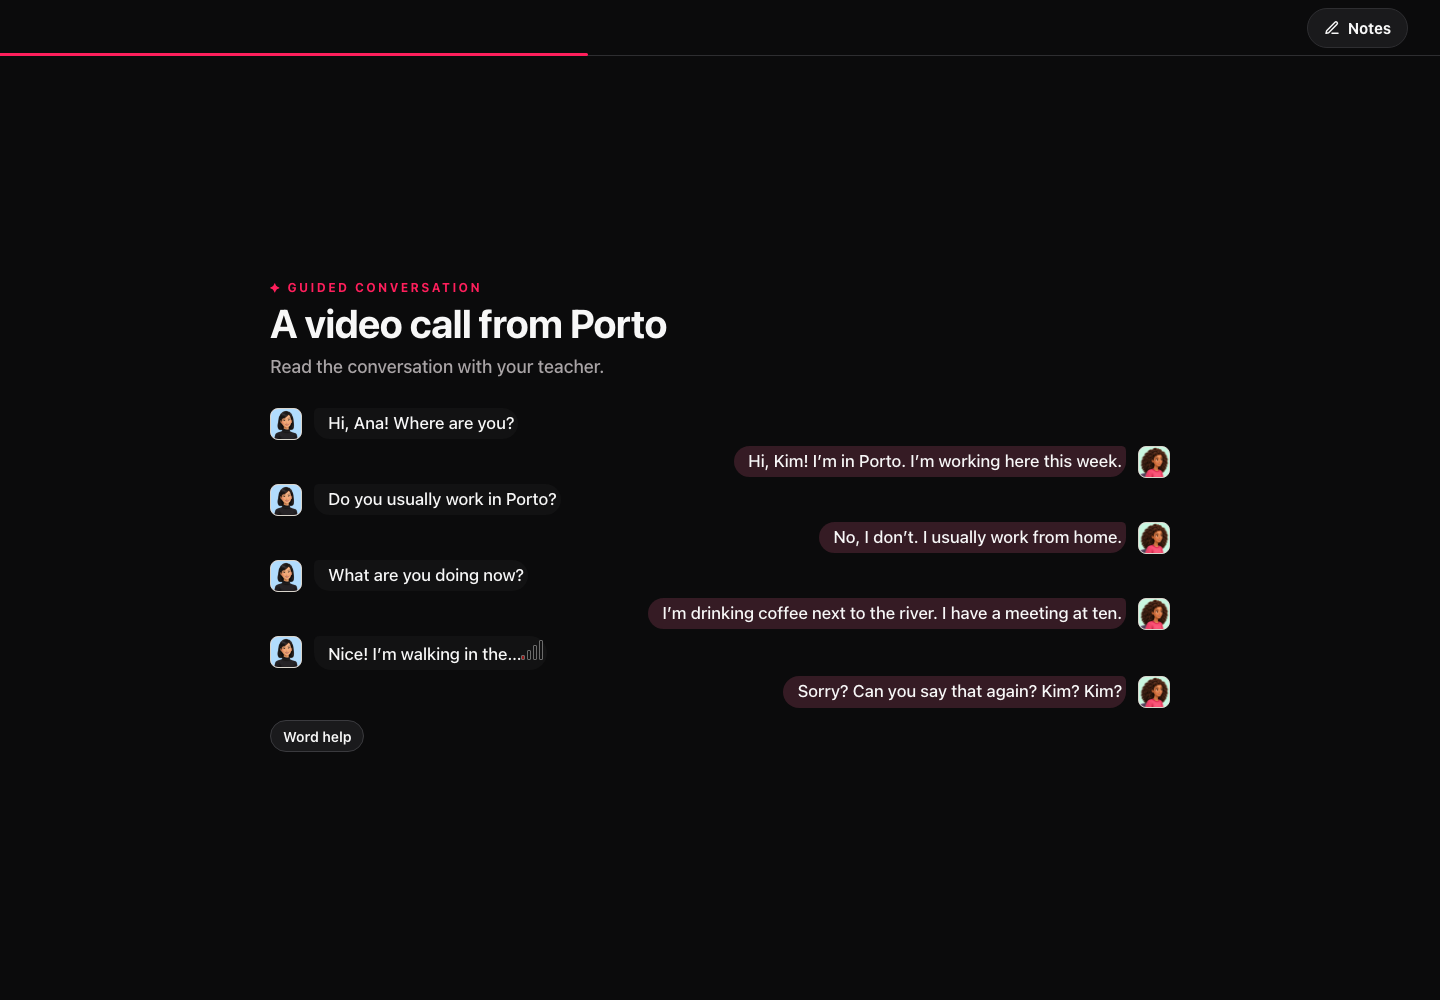 Notes
GUIDED CONVERSATION
A video call from Porto
Read the conversation with your teacher.
Hi, Ana! Where are you?
Hi, Kim! I’m in Porto. I’m working here this week.
Do you usually work in Porto?
No, I don’t. I usually work from home.
What are you doing now?
I’m drinking coffee next to the river. I have a meeting at ten.
Nice! I’m walking in the...
Sorry? Can you say that again? Kim? Kim?
Word help